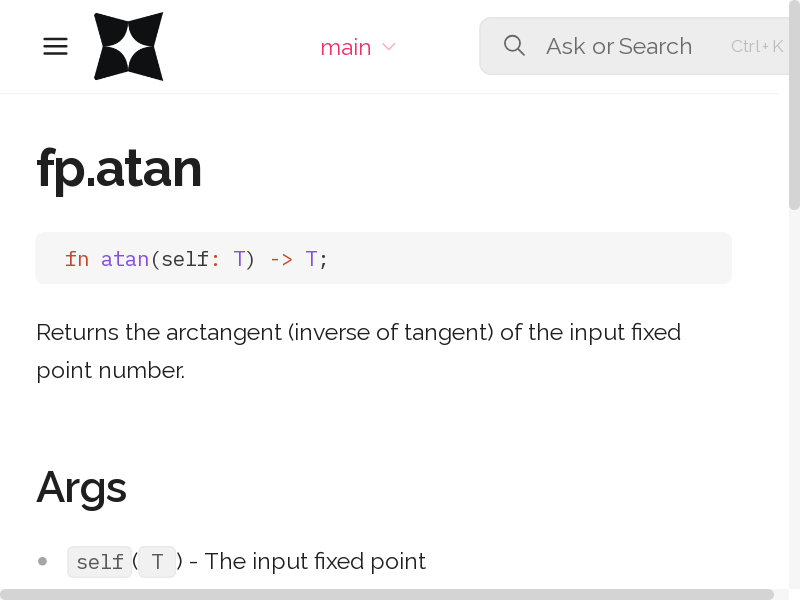 main
Ask or Search
Ctrl+K
fp.atan
fn atan(self: T) -> T;
Returns the arctangent (inverse of tangent) of the input fixed
point number.
Args
self(T) - The input fixed point